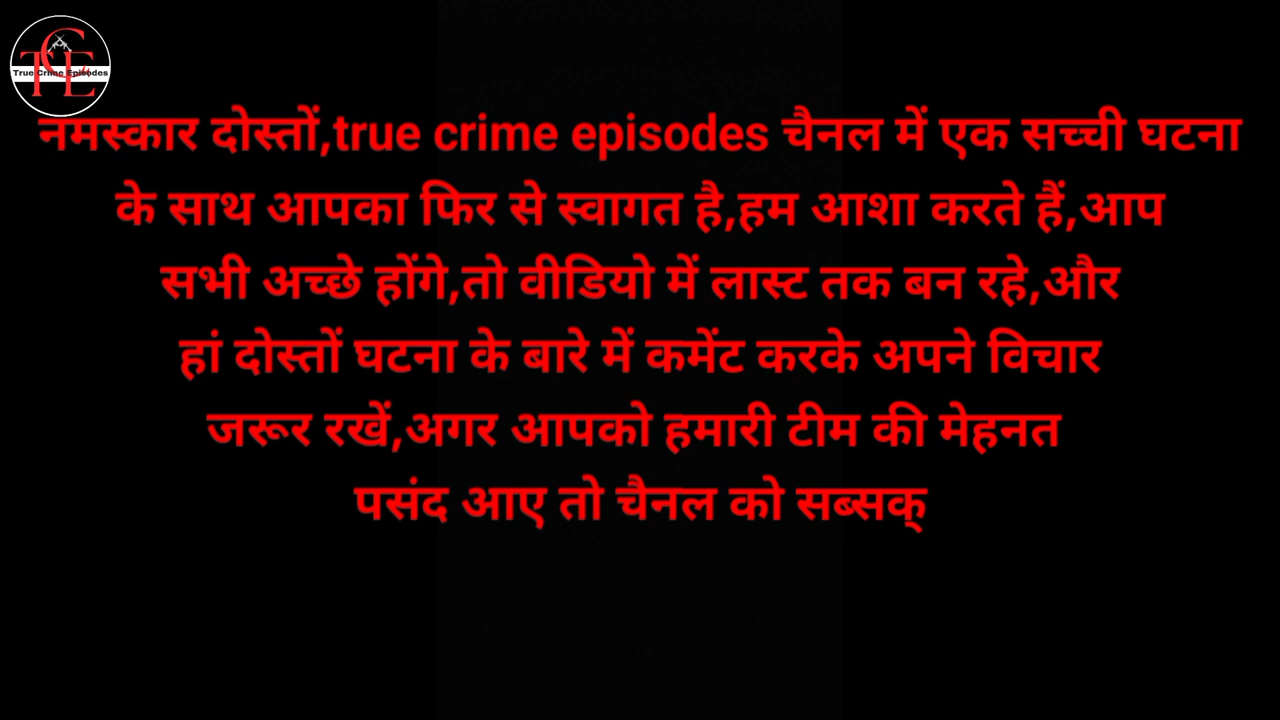 TCE
True Crime Episodes
नमस्कार दोस्तों,true crime episodes चैनल में एक सच्ची घटना
के साथ आपका फिर से स्वागत है,हम आशा करते हैं,आप
सभी अच्छे होंगे,तो वीडियो में लास्ट तक बन रहे,और
हां दोस्तों घटना के बारे में कमेंट करके अपने विचार
जरूर रखें,अगर आपको हमारी टीम की मेहनत
पसंद आए तो चैनल को सब्सक्